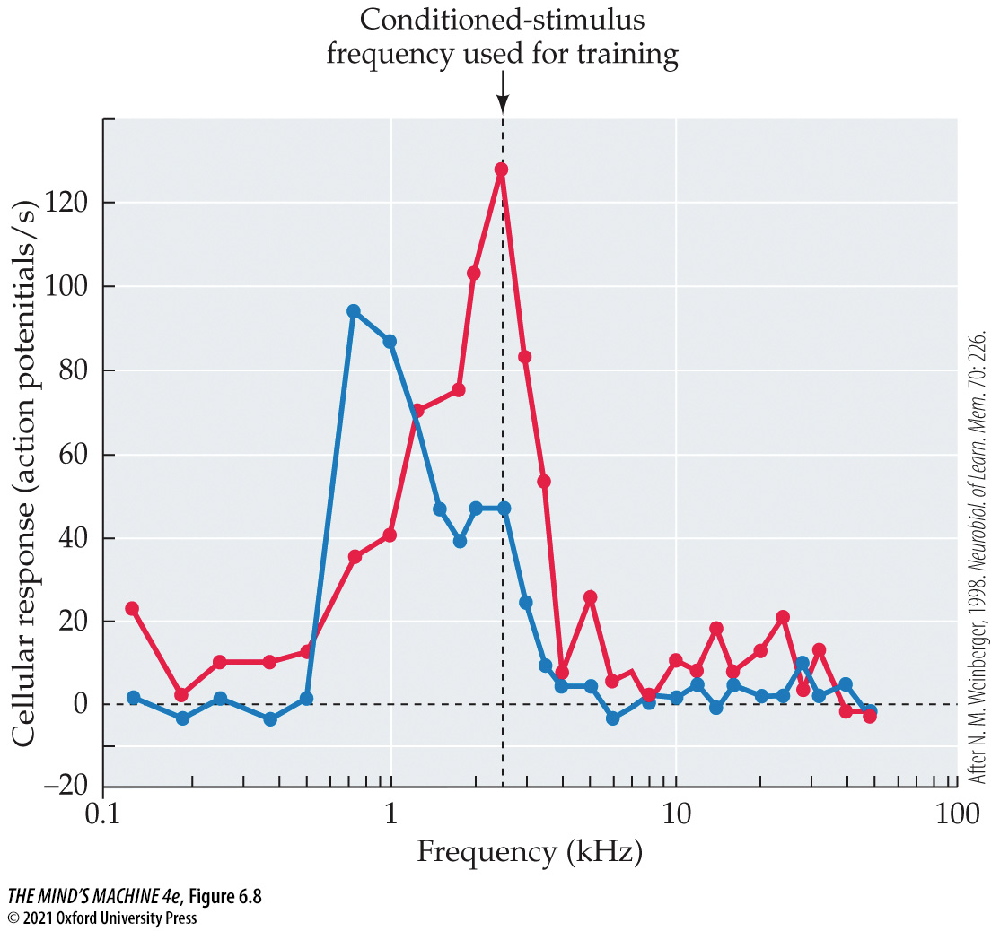 Conditioned-stimulus
frequency used for training
Cellular response (action potenitials/s)
120
100
80
60
40
20
0
–20
0.1
1
10
100
Frequency (kHz)
After N. M. Weinberger, 1998. Neurobiol. of Learn. Mem. 70: 226.
THE MIND'S MACHINE 4e, Figure 6.8
© 2021 Oxford University Press